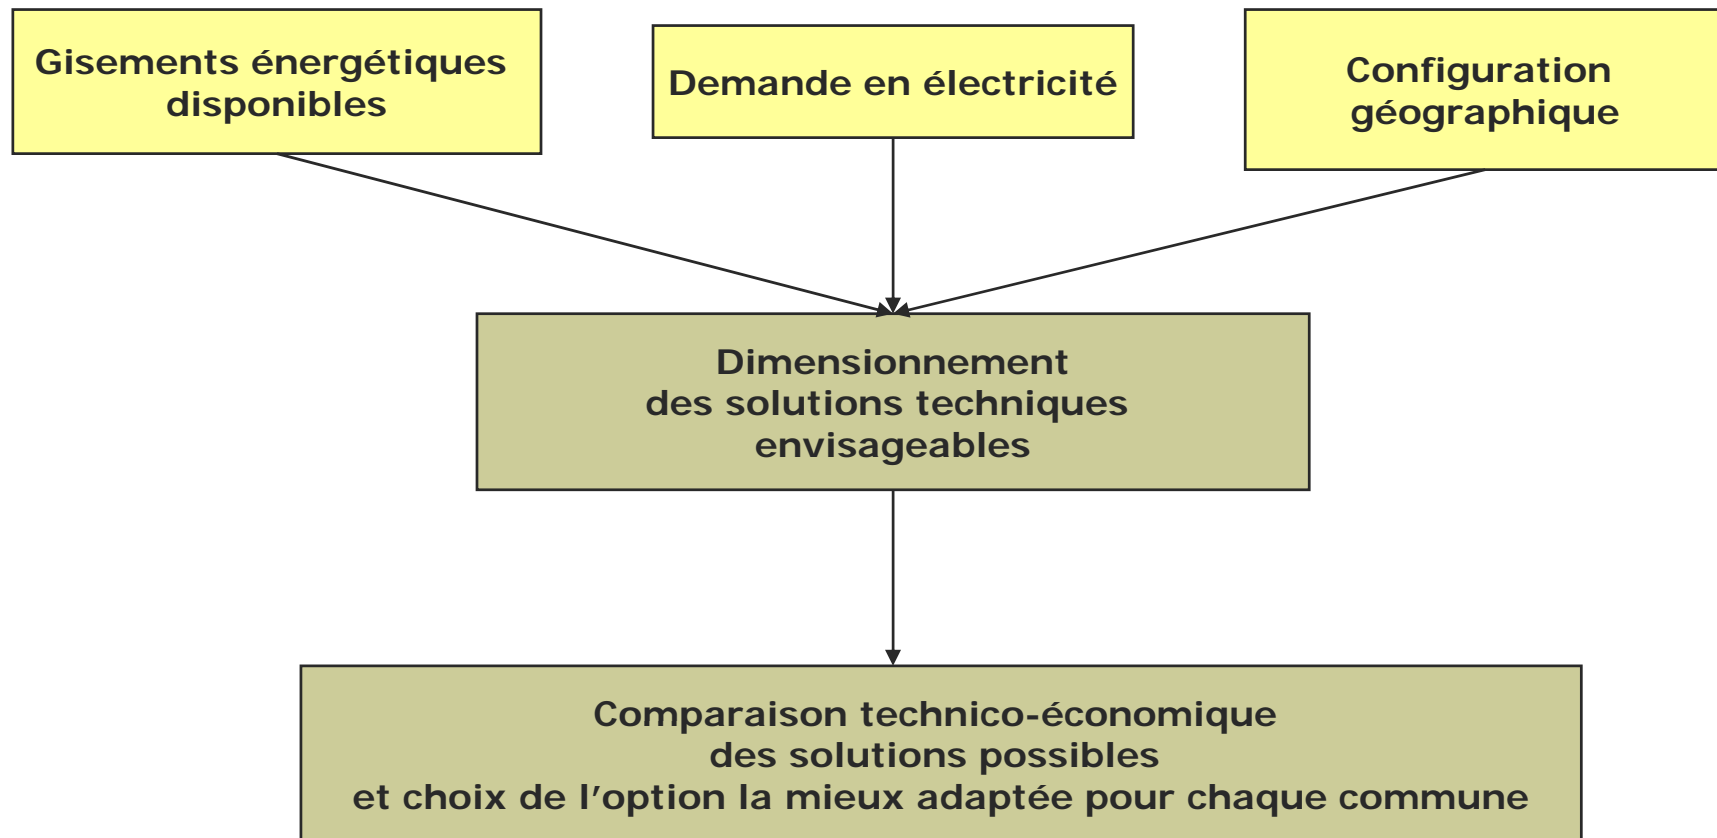 Gisements énergétiques
disponibles
Demande en électricité
Configuration
géographique
Dimensionnement
des solutions techniques
envisageables
Comparaison technico-économique
des solutions possibles
et choix de l’option la mieux adaptée pour chaque commune